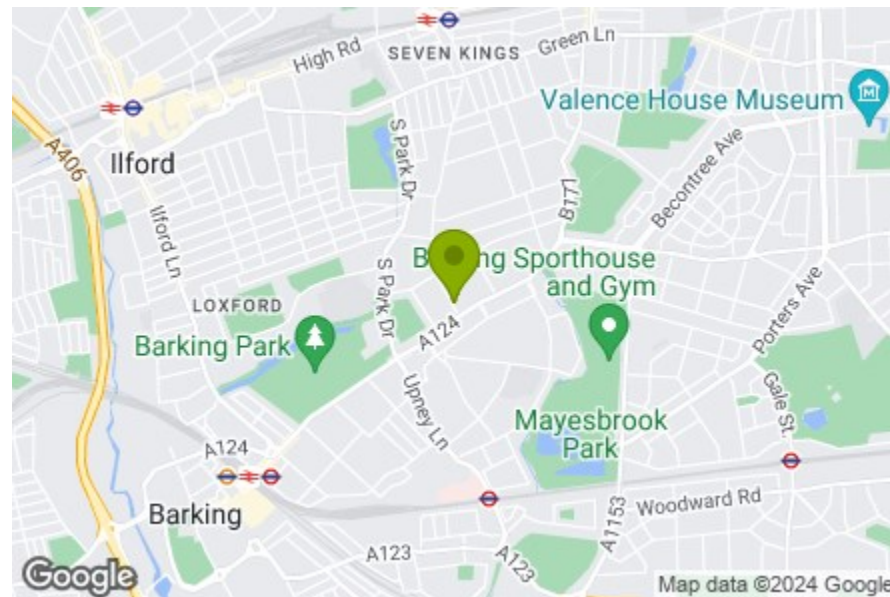 High Rd
SEVEN KINGS
Green Ln
Valence House Museum
A406
Ilford
S Park Dr
B177
Becontree Ave
Ilford Ln
Sporthouse
and Gym
LOXFORD
S Park Dr
Porters Ave
Barking Park
A124
Upney Ln
Gale St.
Mayesbrook
Park
A124
Barking
Woodward Rd
A1153
A123
A123
Google
Map data ©2024 Google